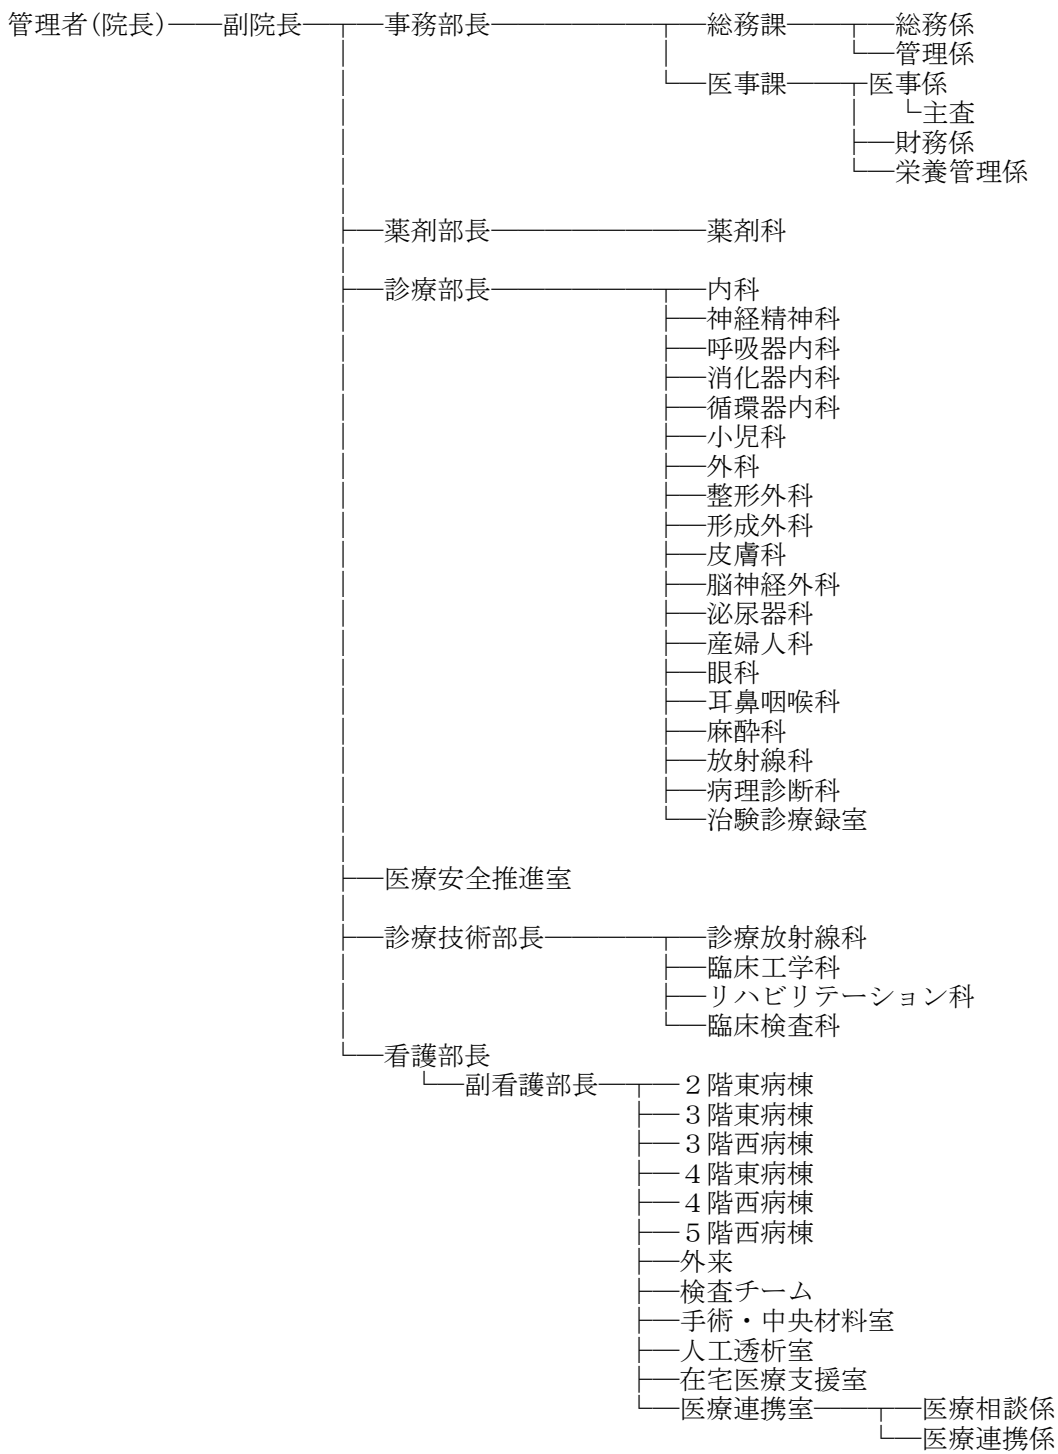 管理者(院長) 副院長 事務部長 総務課 総務係
管理係
医事課 医事係
主査
財務係
栄養管理係
薬剤部長 薬剤科
診療部長 内科
神経精神科
呼吸器内科
消化器内科
循環器内科
小児科
外科
整形外科
形成外科
皮膚科
脳神経外科
泌尿器科
産婦人科
眼科
耳鼻咽喉科
麻酔科
放射線科
病理診断科
治験診療録室
医療安全推進室
診療技術部長 診療放射線科
臨床工学科
リハビリテーション科
臨床検査科
看護部長
副看護部長 2階東病棟
3階東病棟
3階西病棟
4階東病棟
4階西病棟
5階西病棟
外来
検査チーム
手術・中央材料室
人工透析室
在宅医療支援室
医療連携室 医療相談係
医療連携係